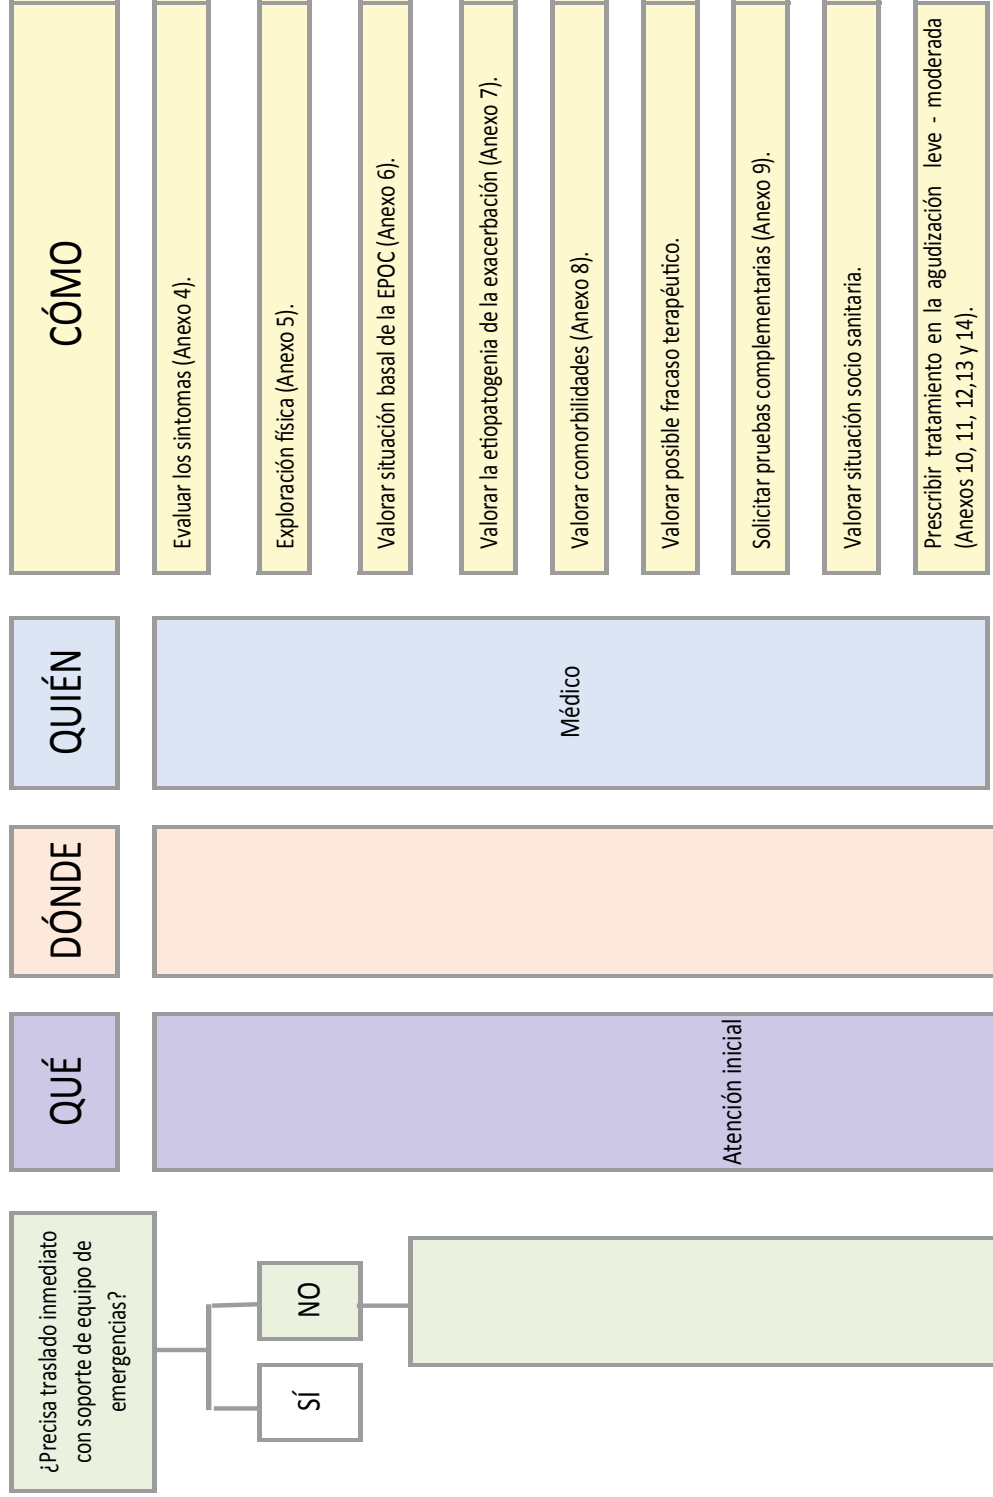 ¿Precisa traslado inmediato
con soporte de equipo de
emergencias?
SÍ
NO
QUÉ
DÓNDE
QUIÉN
CÓMO
Atención inicial
Médico
Evaluar los síntomas (Anexo 4).
Exploración física (Anexo 5).
Valorar situación basal de la EPOC (Anexo 6).
Valorar la etiopatogenia de la exacerbación (Anexo 7).
Valorar comorbilidades (Anexo 8).
Valorar posible fracaso terapéutico.
Solicitar pruebas complementarias (Anexo 9).
Valorar situación socio sanitaria.
Prescribir tratamiento en la agudización leve - moderada
(Anexos 10, 11, 12,13 y 14).